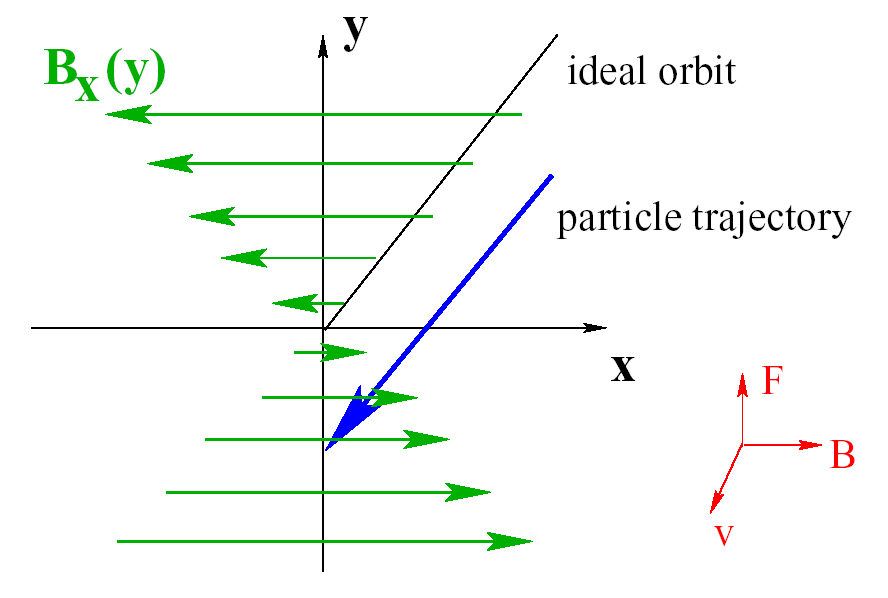 y
Bx(y)
ideal orbit
particle trajectory
x
F
B
v